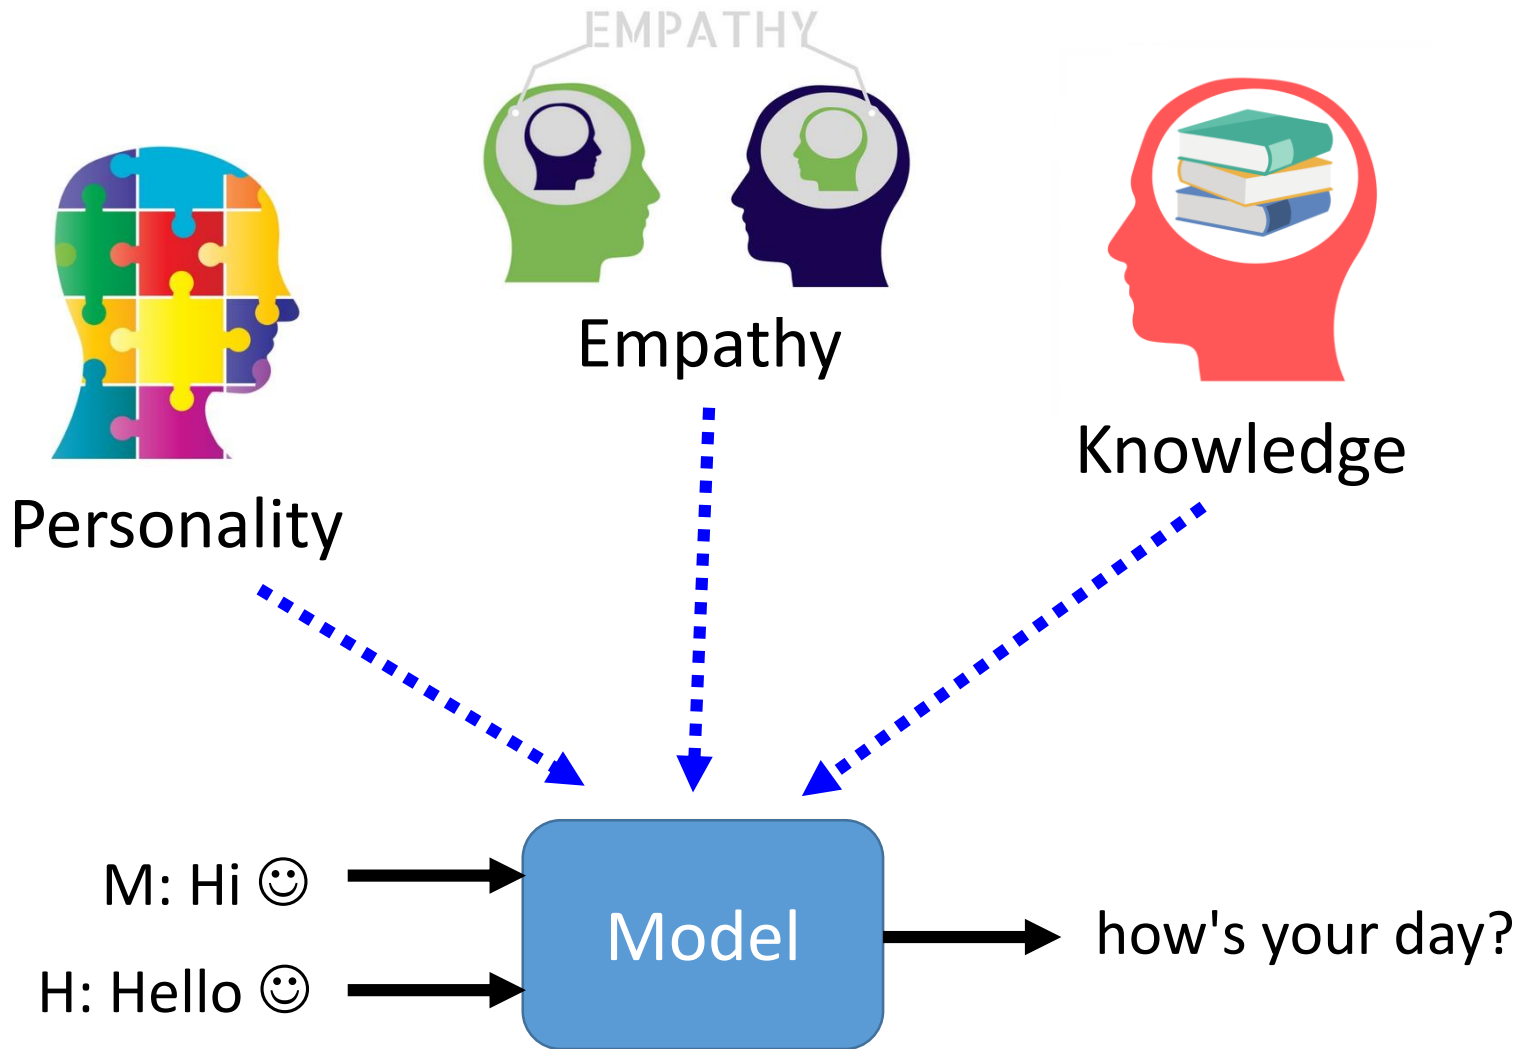 EMPATHY
Empathy
Knowledge
Personality
M: Hi ☺
H: Hello ☺
Model
how's your day?